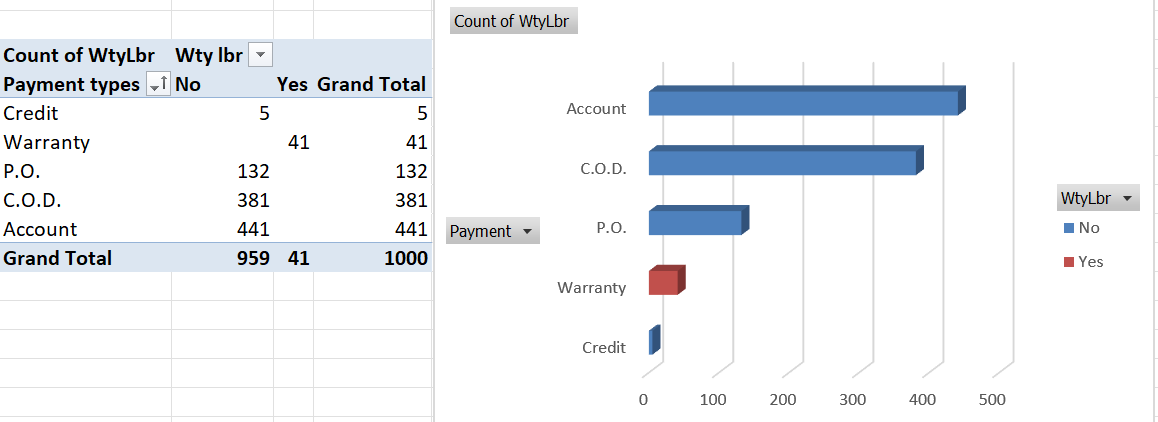 Count of WtyLbr Wty lbr
Payment types No Yes Grand Total
Credit 5 5
Warranty 41 41
P.O. 132 132
C.O.D. 381 381
Account 441 441
Grand Total 959 41 1000
Count of WtyLbr
Account
C.O.D.
P.O.
Payment
Warranty
Credit
0 100 200 300 400 500
WtyLbr
No
Yes